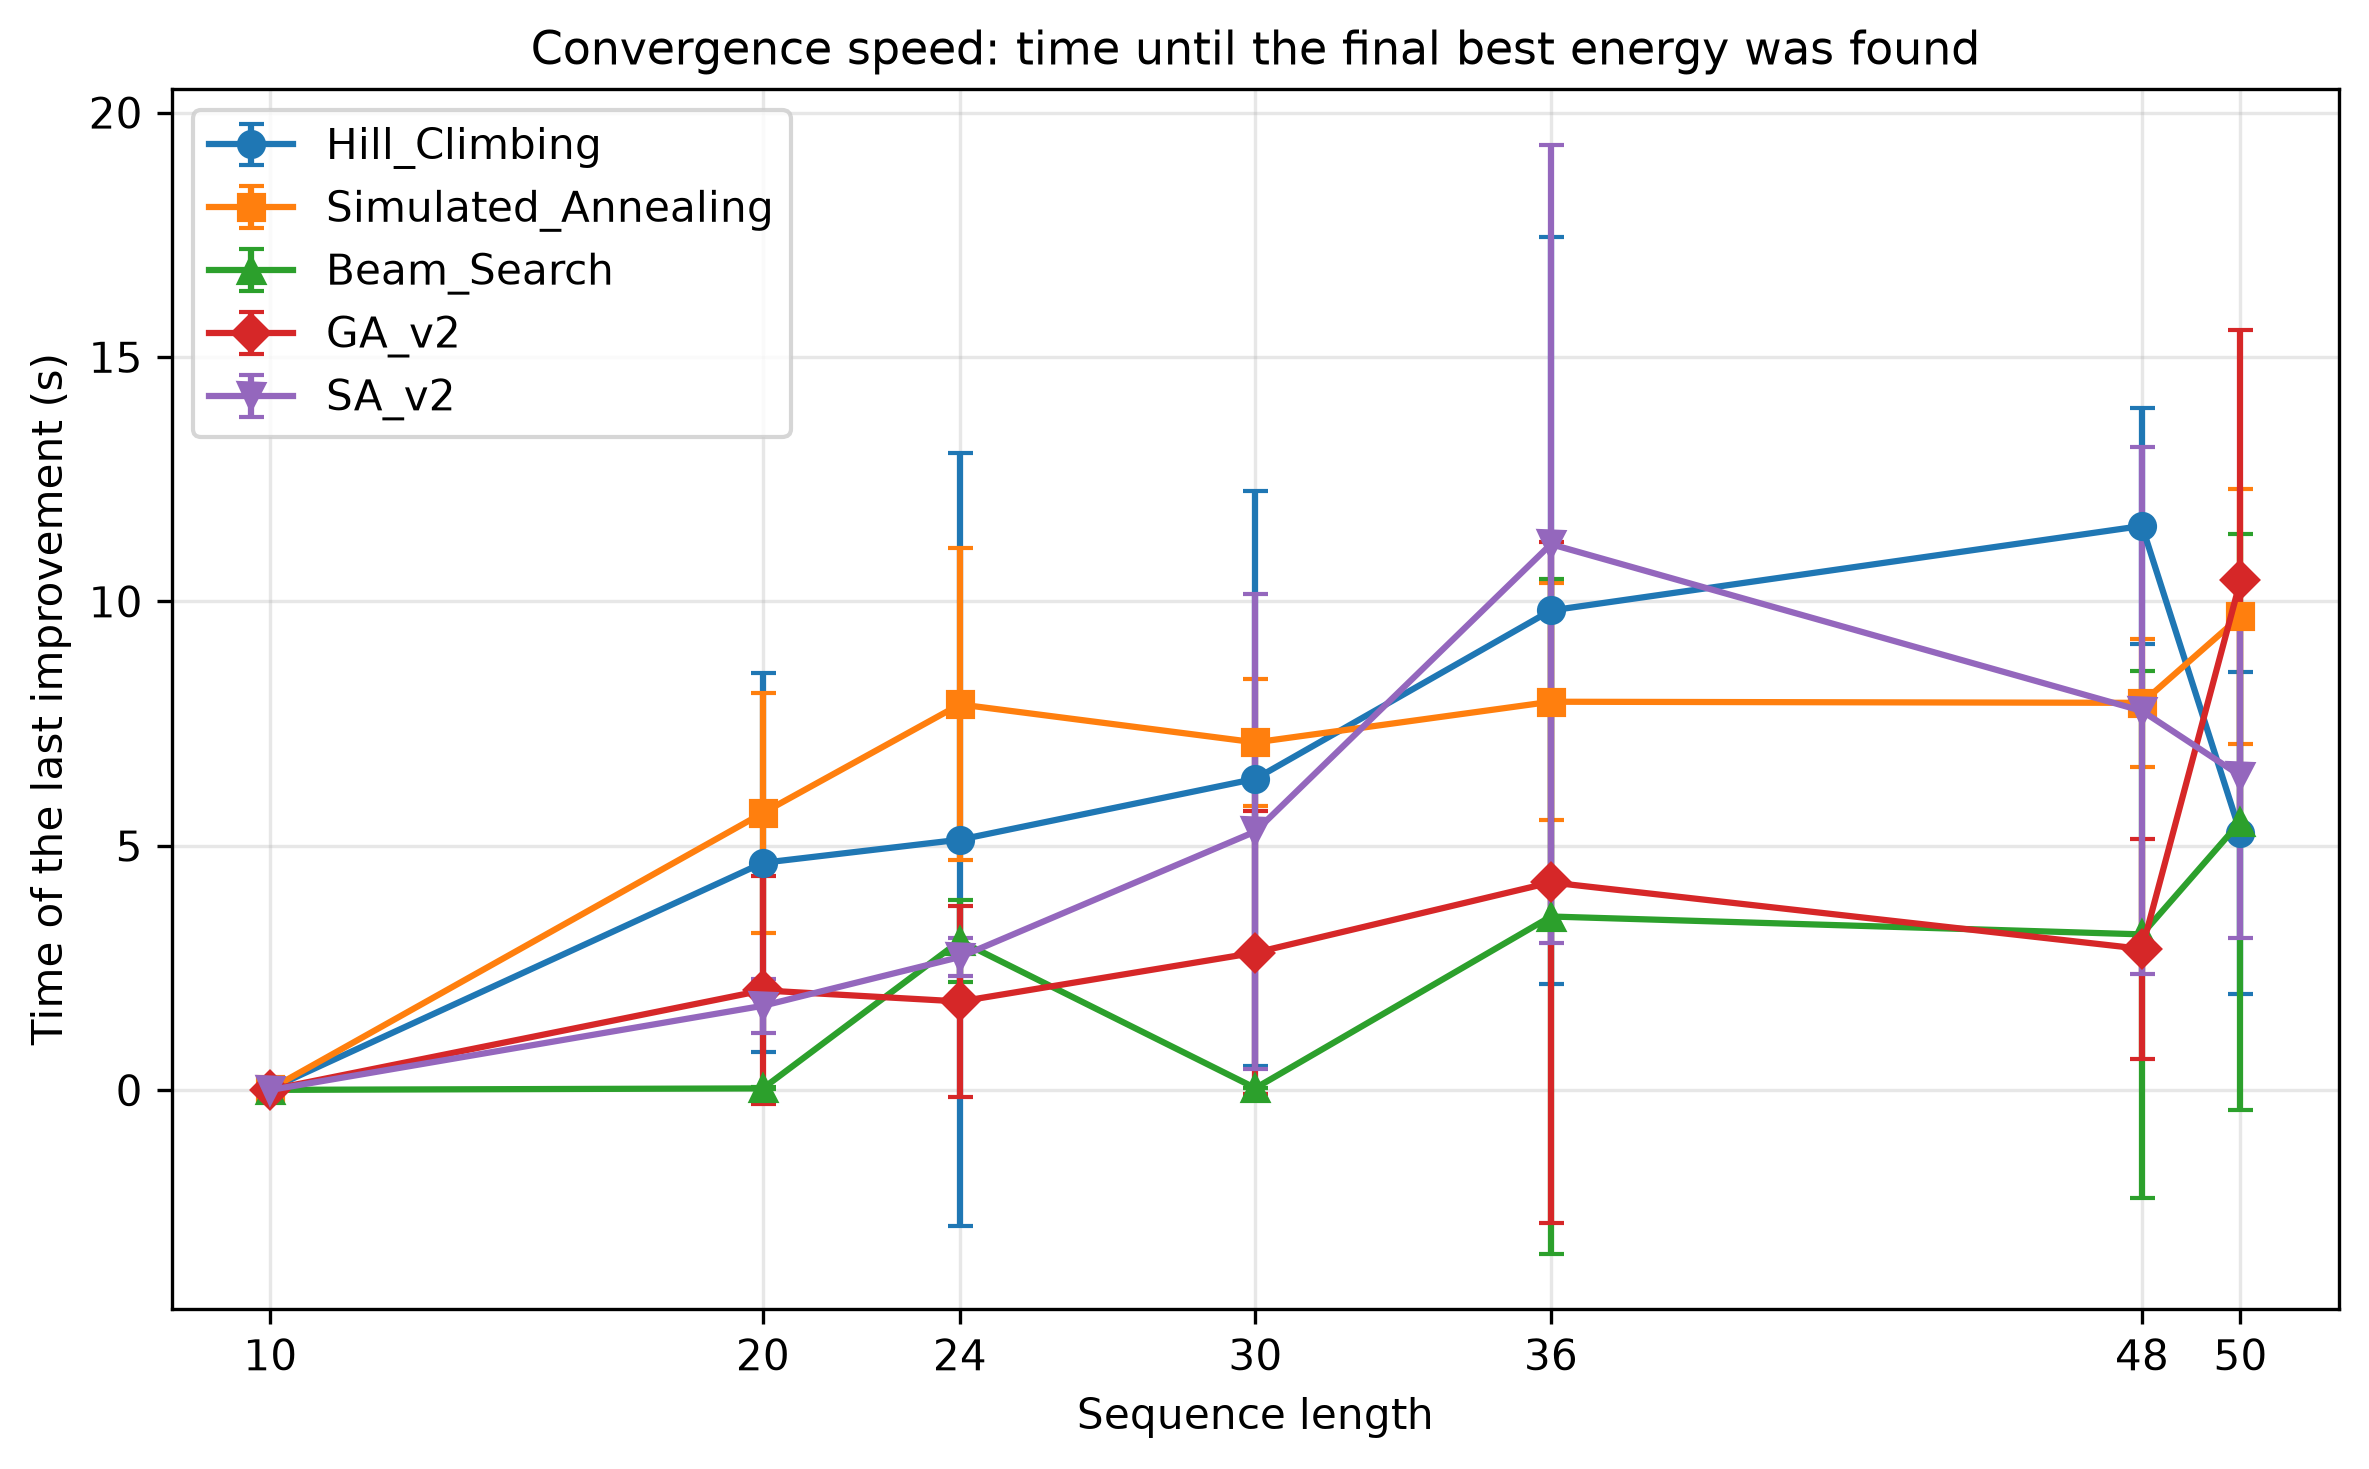 Convergence speed: time until the final best energy was found
Hill_Climbing
Simulated_Annealing
Beam_Search
GA_v2
SA_v2
Time of the last improvement (s)
20
15
10
5
0
10 20 24 30 36 48 50
Sequence length